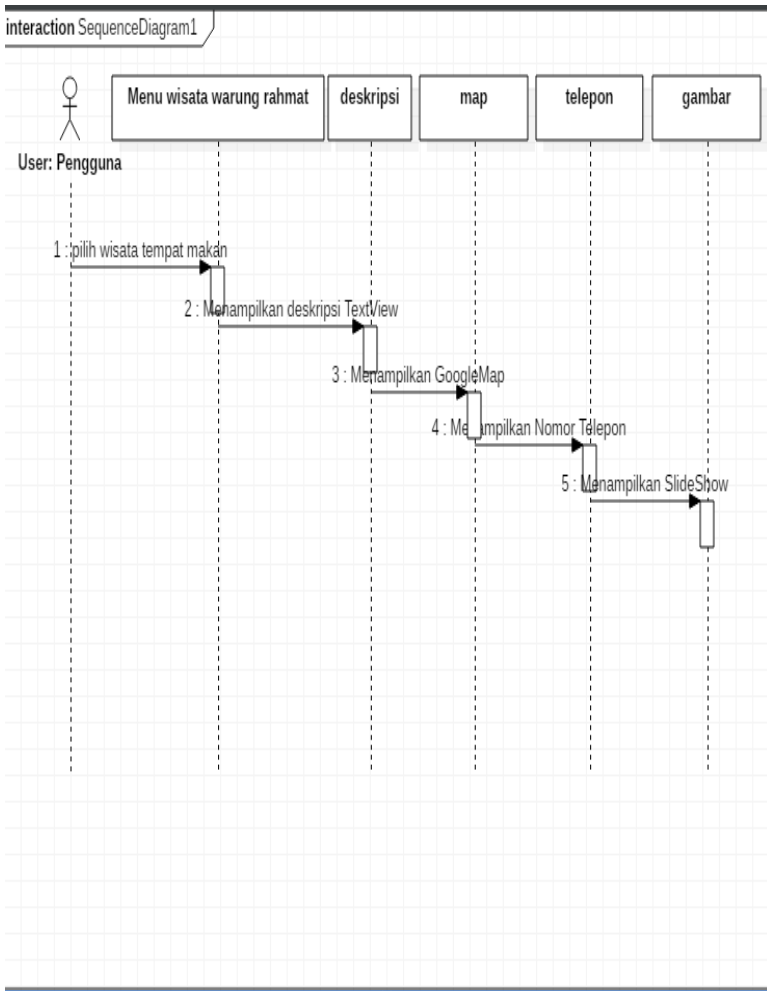 interaction SequenceDiagram1
Menu wisata warung rahmat
deskripsi
map
telepon
gambar
User: Pengguna
1 : pilih wisata tempat makan
2 : Menampilkan deskripsi TextView
3 : Menampilkan GoogleMap
4 : Menampilkan Nomor Telepon
5 : Menampilkan SlideShow